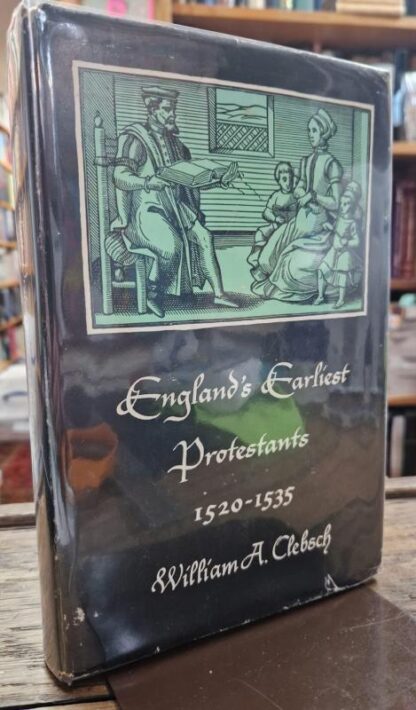 England's Earliest
Protestants
1520-1535
William A. Clebsch